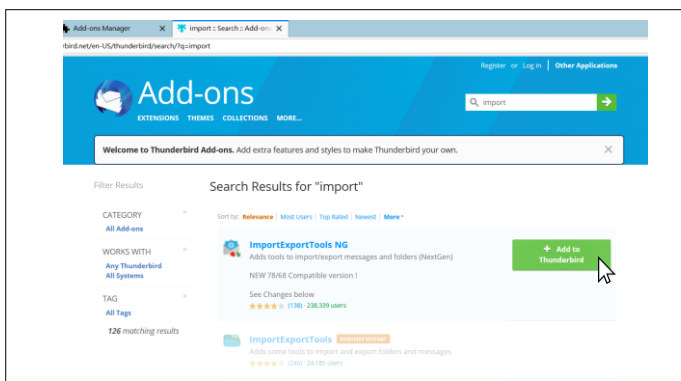 Add-ons Manager
import :: Search :: Add-on
rbird.net/en-US/thunderbird/search/?q=import
Register or Log in | Other Applications
Add-ons
import
EXTENSIONS THEMES COLLECTIONS MORE...
Welcome to Thunderbird Add-ons. Add extra features and styles to make Thunderbird your own.
Filter Results
Search Results for "import"
CATEGORY
All Add-ons
Sort by: Relevance | Most Users | Top Rated | Newest | More
WORKS WITH
Any Thunderbird
All Systems
TAG
All Tags
126 matching results
ImportExportTools NG
Adds tools to import/export messages and folders (NextGen)
NEW 78/68 Compatible version !
See Changes below
(138) · 238,339 users
+ Add to
Thunderbird
ImportExportTools REQUIRES RESTART
Adds some tools to import and export folders and messages
(246) · 24,185 users